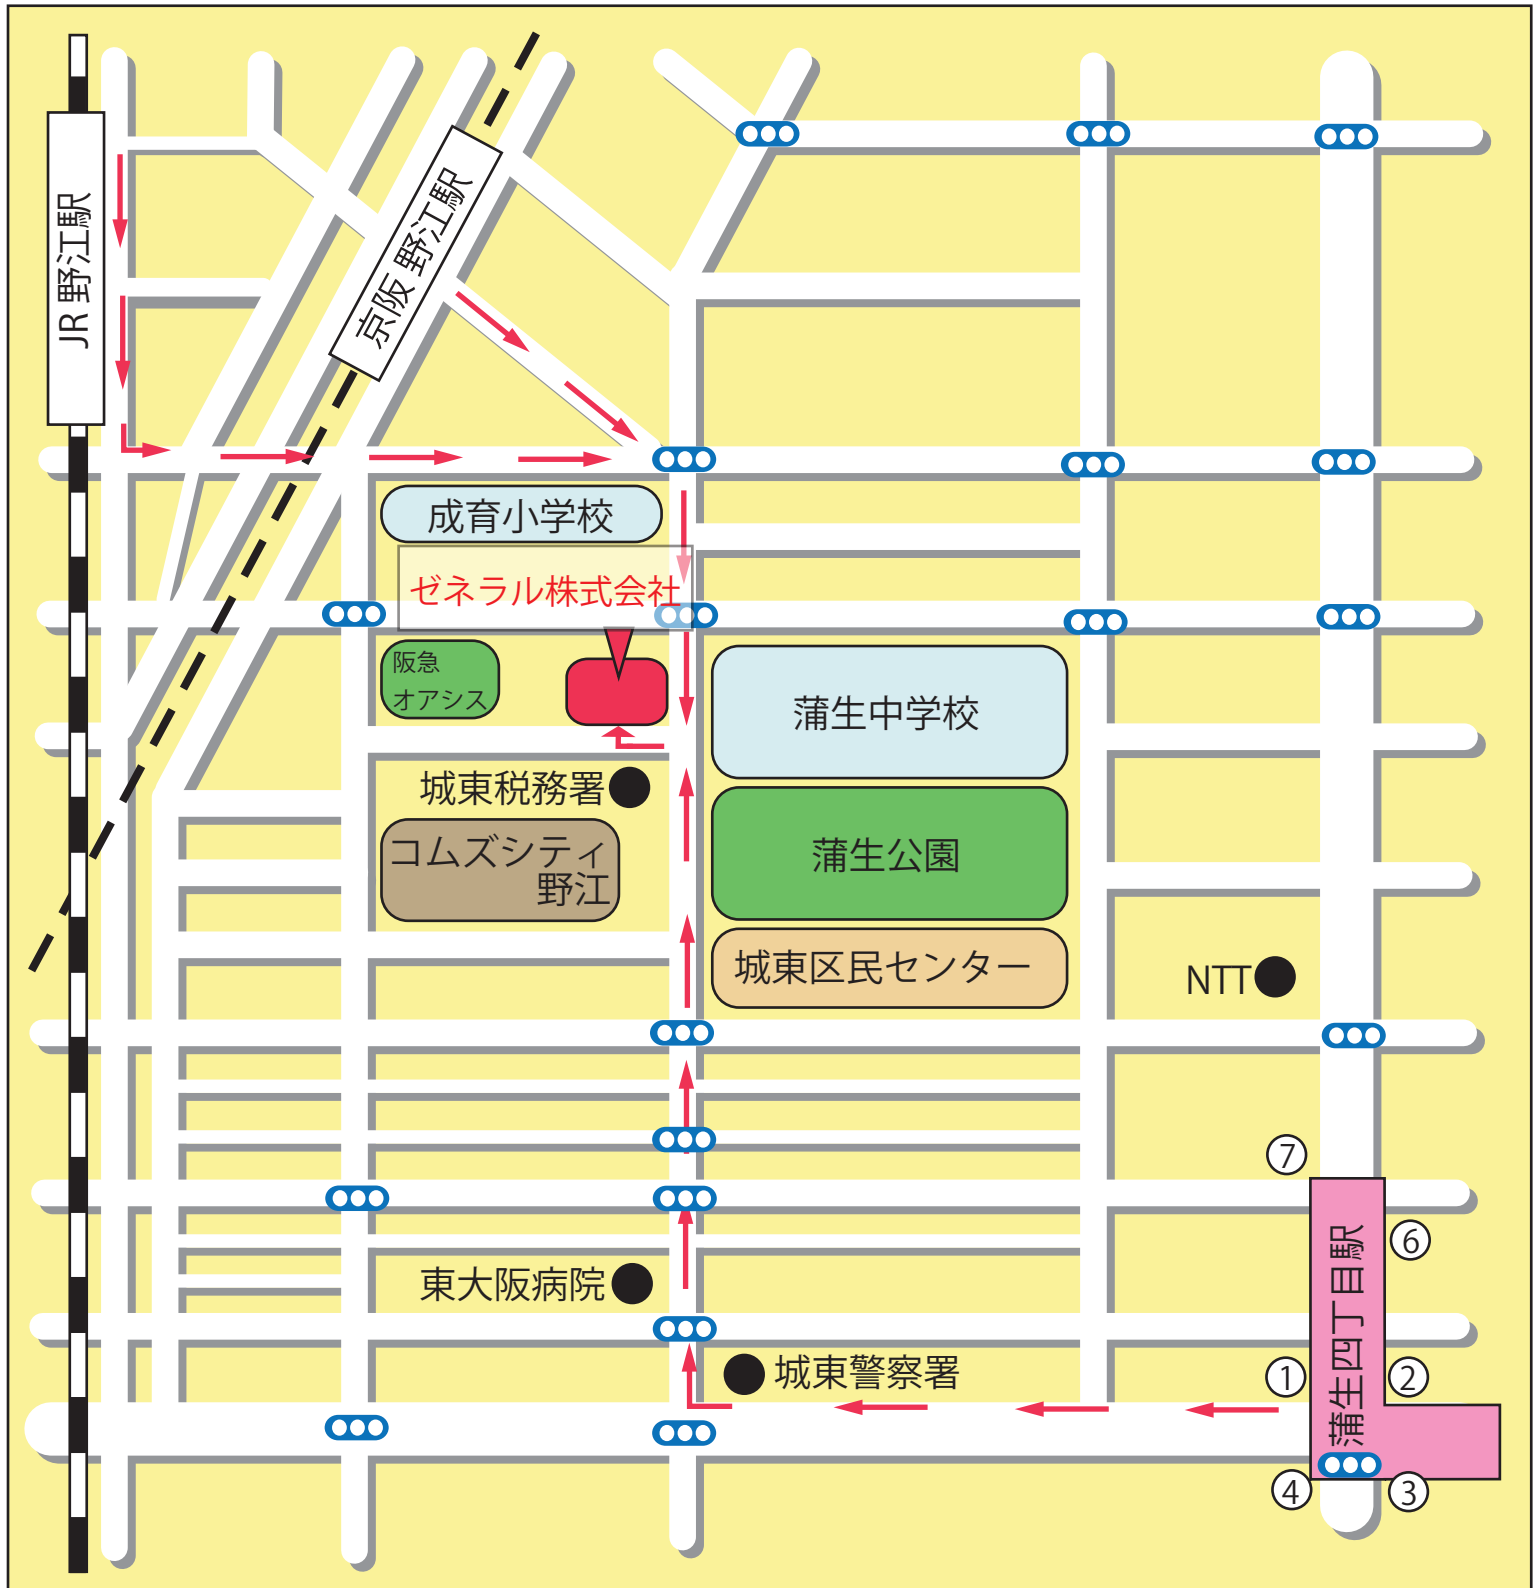 JR 野江駅
京阪 野江駅
成育小学校
ゼネラル株式会社
阪急
オアシス
蒲生中学校
城東税務署
コムズシティ
野江
蒲生公園
城東区民センター
NTT
⑦
⑥
蒲生四丁目駅
東大阪病院
城東警察署
①
②
④
③